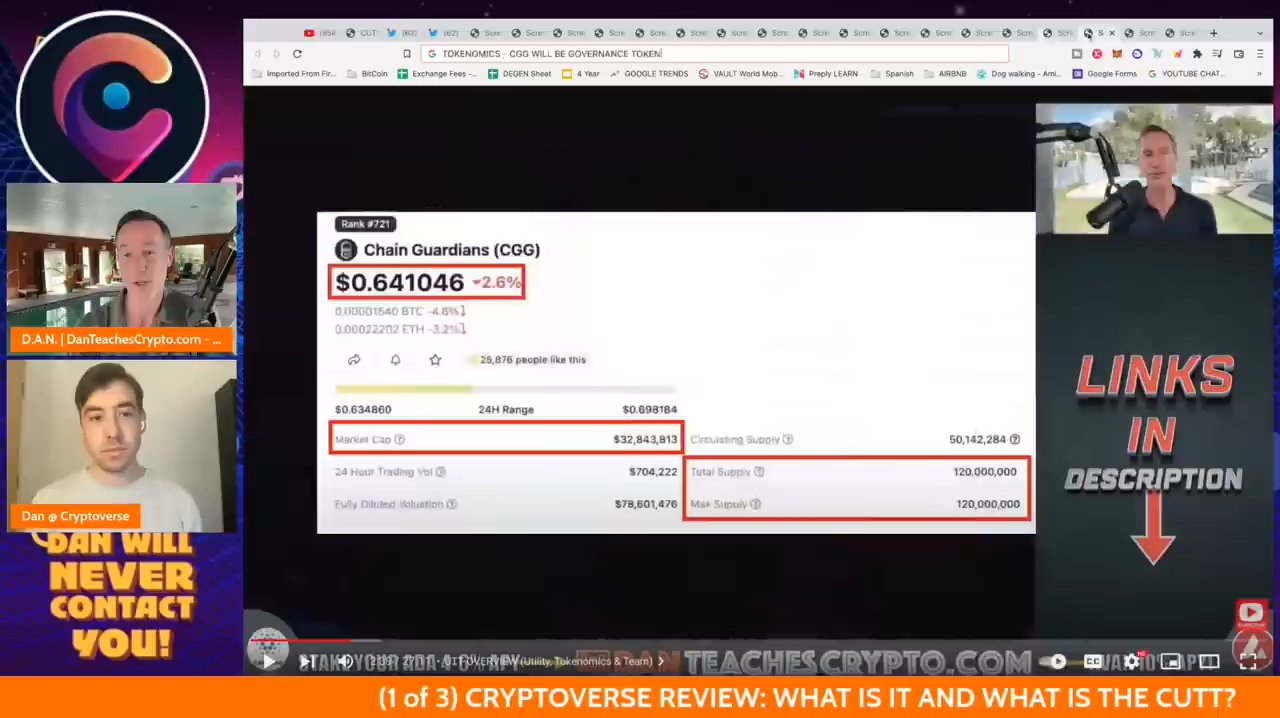 TOKENOMICS - CGG WILL BE GOVERNANCE TOKEN
Imported From Fir... BitCoin Exchange Fees -... DEGEN Sheet 4 Year GOOGLE TRENDS VAULT World Mob... Preply LEARN Spanish AIRBNB Dog walking - Ami... Google Forms YOUTUBE CHAT...
Rank #721
Chain Guardians (CGG)
$0.641046 2.6%
0.00001540 BTC -4.6%
0.00022202 ETH -3.2%
25,876 people like this
$0.634860 24H Range $0.698184
Market Cap $32,843,813 Circulating Supply 50,142,284
24 Hour Trading Vol $704,222 Total Supply 120,000,000
Fully Diluted Valuation $78,601,476 Max Supply 120,000,000
D.A.N. | DanTeachesCrypto.com - ...
Dan @ Cryptoverse
DAN WILL
NEVER
CONTACT
YOU!
LINKS
IN
DESCRIPTION
(Utility, Tokenomics & Team)
DANTEACHESCRYPTO.COM
(1 of 3) CRYPTOVERSE REVIEW: WHAT IS IT AND WHAT IS THE CUTT?